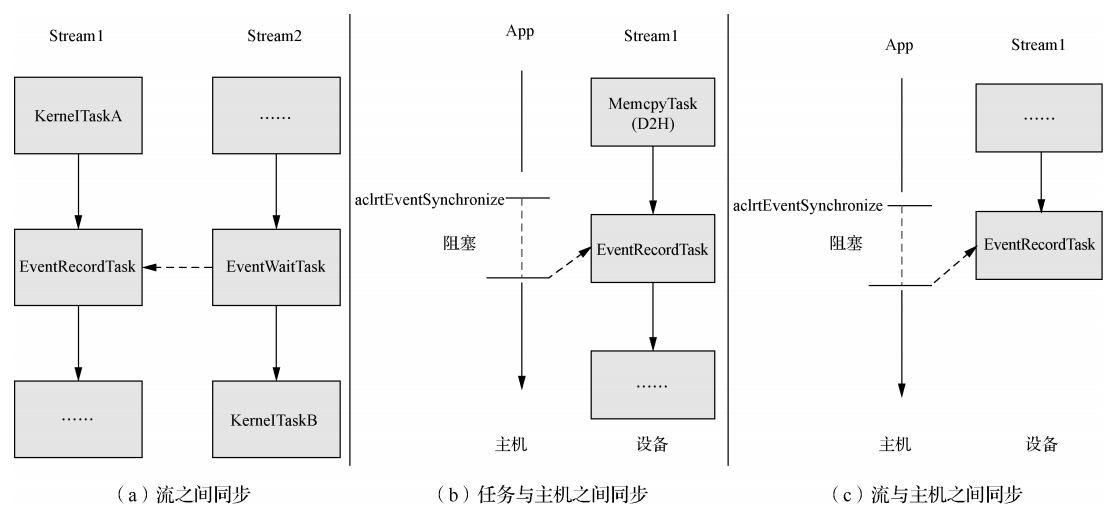 Stream1
Stream2
KernelTaskA
……
EventRecordTask
EventWaitTask
……
KernelTaskB
（a）流之间同步
App
Stream1
MemcpyTask
(D2H)
aclrtEventSynchronize
阻塞
EventRecordTask
……
主机
设备
（b）任务与主机之间同步
App
Stream1
……
aclrtEventSynchronize
阻塞
EventRecordTask
主机
设备
（c）流与主机之间同步